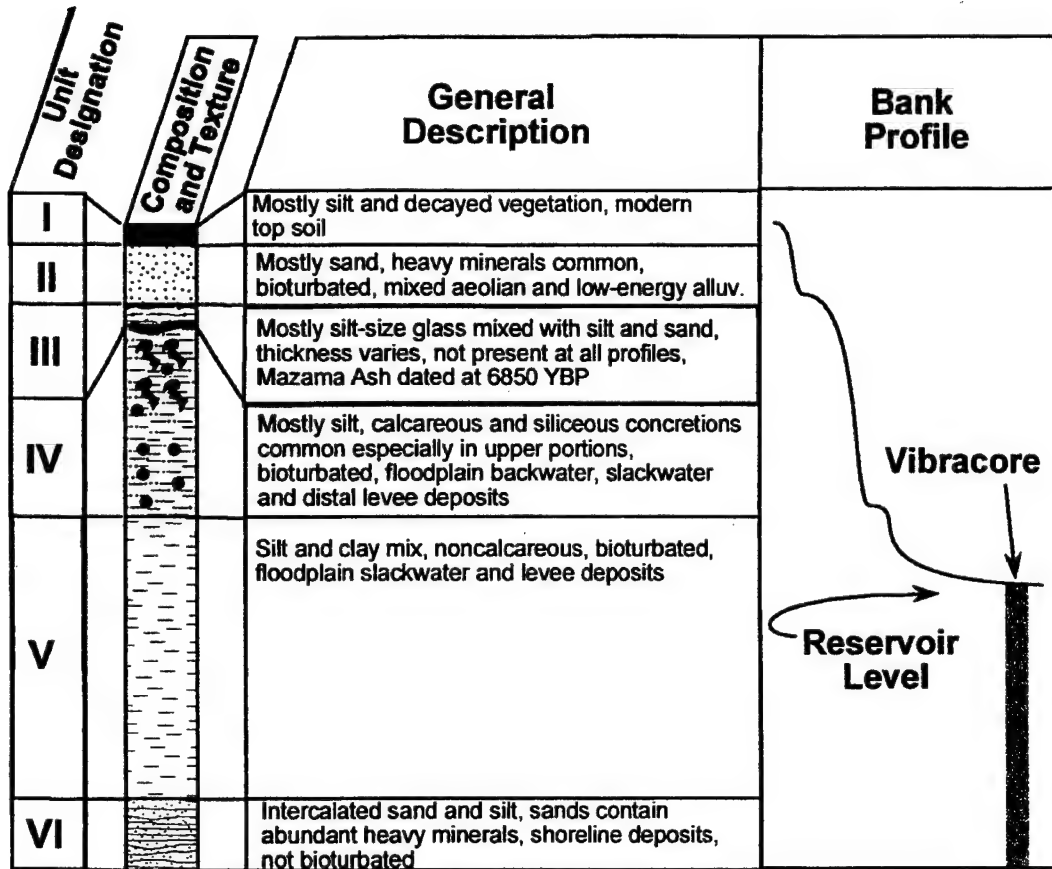 Unit
Designation
Composition
and Texture
General
Description
Bank
Profile
I
Mostly silt and decayed vegetation, modern
top soil
II
Mostly sand, heavy minerals common,
bioturbated, mixed aeolian and low-energy alluv.
III
Mostly silt-size glass mixed with silt and sand,
thickness varies, not present at all profiles,
Mazama Ash dated at 6850 YBP
IV
Mostly silt, calcareous and siliceous concretions
common especially in upper portions,
bioturbated, floodplain backwater, slackwater
and distal levee deposits
V
Silt and clay mix, noncalcareous, bioturbated,
floodplain slackwater and levee deposits
VI
Intercalated sand and silt, sands contain
abundant heavy minerals, shoreline deposits,
not bioturbated
Vibracore
Reservoir
Level